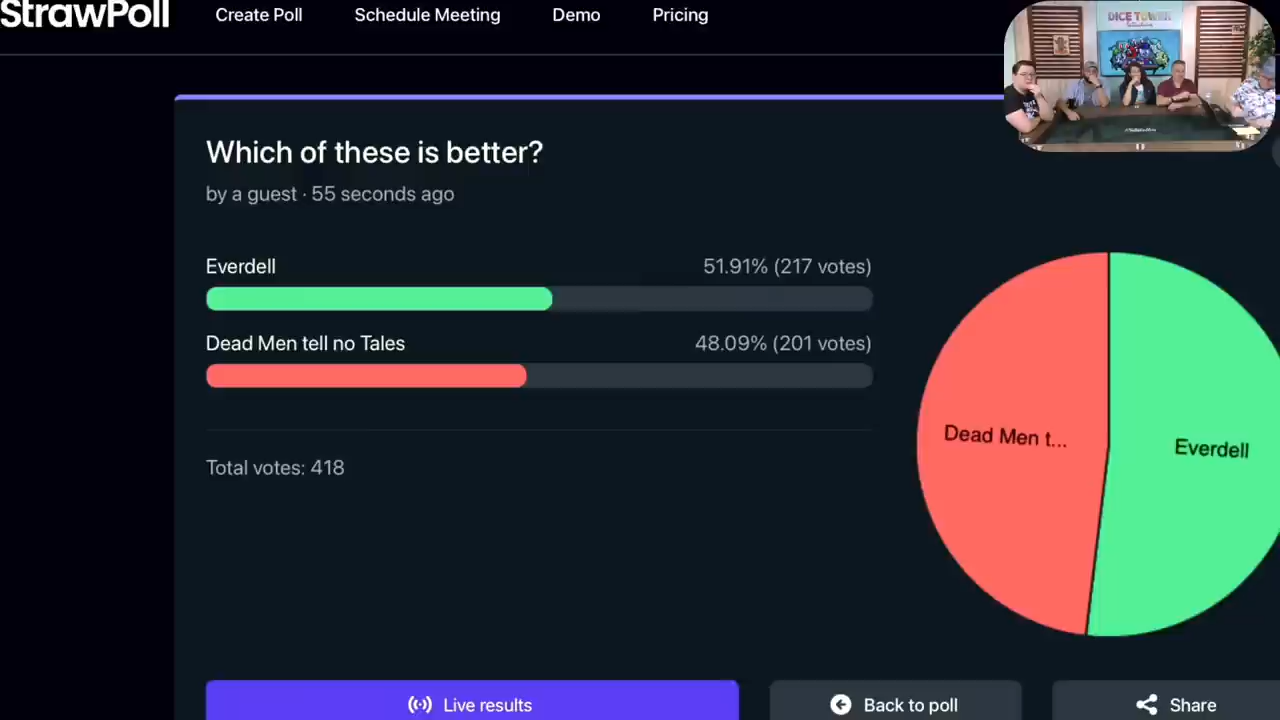 StrawPoll
Create Poll
Schedule Meeting
Demo
Pricing
DICE TOWER
Which of these is better?
by a guest · 55 seconds ago
Everdell
51.91% (217 votes)
Dead Men tell no Tales
48.09% (201 votes)
Total votes: 418
Dead Men t...
Everdell
Live results
Back to poll
Share